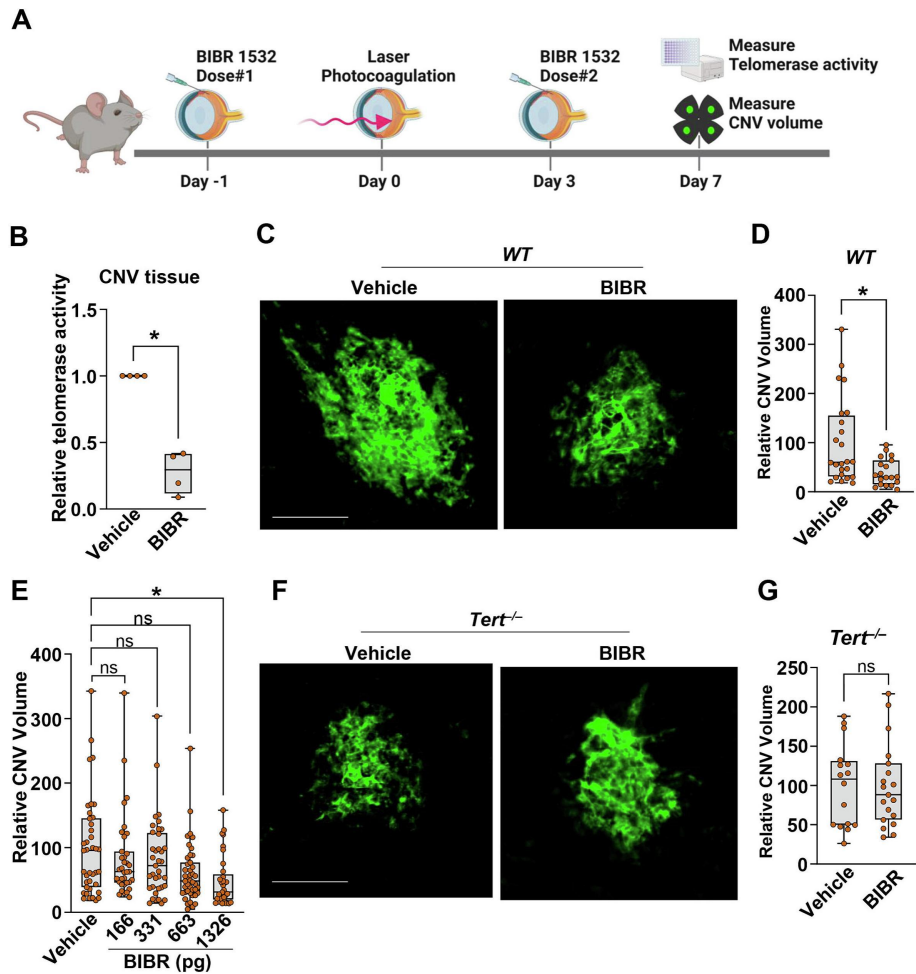 A
BIBR 1532
Dose#1
Laser
Photocoagulation
BIBR 1532
Dose#2
Measure
Telomerase activity
Measure
CNV volume
Day -1
Day 0
Day 3
Day 7
B
CNV tissue
Relative telomerase activity
1.5
1.0
0.5
0.0
*
Vehicle
BIBR
C
WT
Vehicle
BIBR
D
WT
Relative CNV Volume
400
300
200
100
0
*
Vehicle
BIBR
E
Relative CNV Volume
400
300
200
100
0
*
ns
ns
ns
Vehicle
166
331
663
1326
BIBR (pg)
F
Tert–/–
Vehicle
BIBR
G
Tert–/–
Relative CNV Volume
250
200
150
100
50
0
ns
Vehicle
BIBR